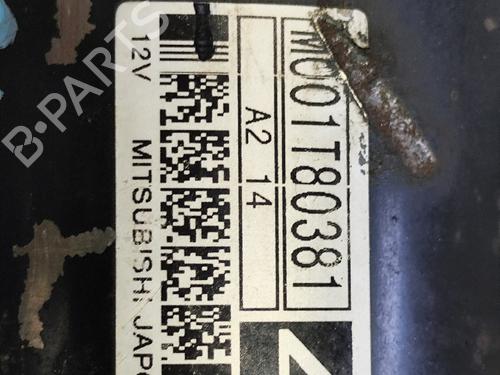 M001T80381
A2 14
12V
MITSUBISHI JAPA
B-PARTS